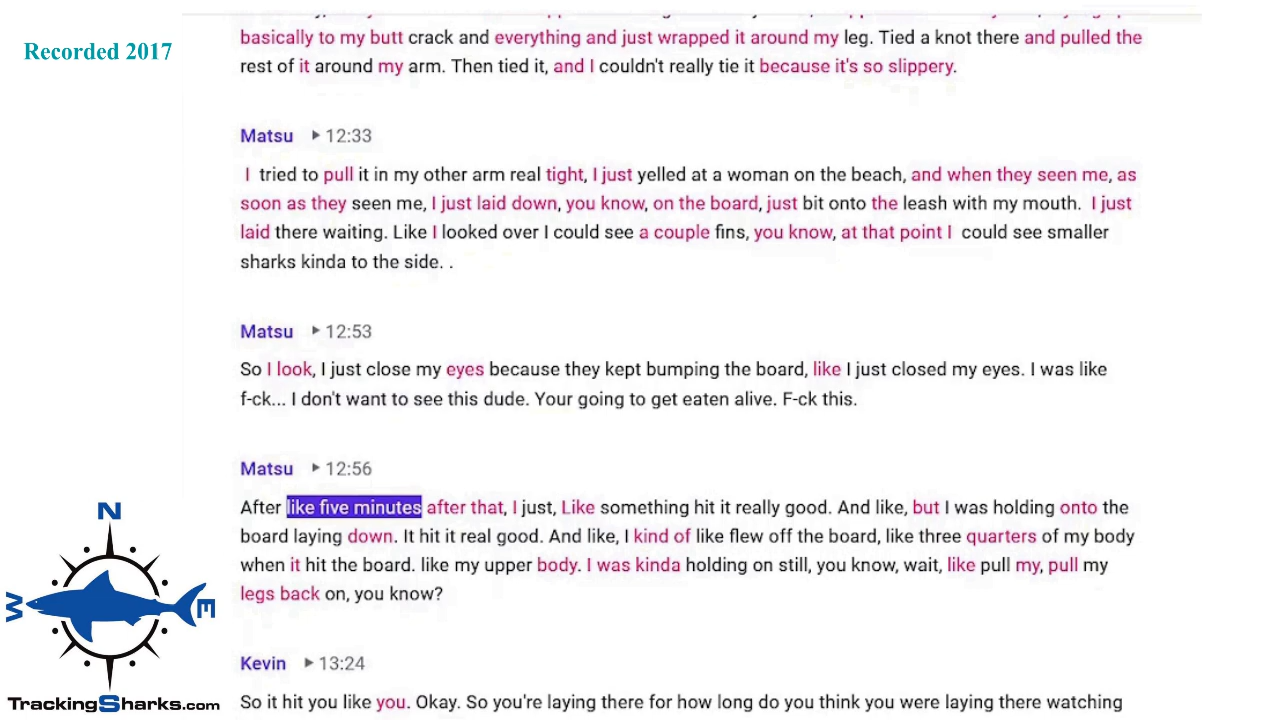 Recorded 2017
basically to my butt crack and everything and just wrapped it around my leg. Tied a knot there and pulled the
rest of it around my arm. Then tied it, and I couldn't really tie it because it's so slippery.
Matsu 12:33
I tried to pull it in my other arm real tight, I just yelled at a woman on the beach, and when they seen me, as
soon as they seen me, I just laid down, you know, on the board, just bit onto the leash with my mouth. I just
laid there waiting. Like I looked over I could see a couple fins, you know, at that point I could see smaller
sharks kinda to the side. .
Matsu 12:53
So I look, I just close my eyes because they kept bumping the board, like I just closed my eyes. I was like
f-ck... I don't want to see this dude. Your going to get eaten alive. F-ck this.
Matsu 12:56
After like five minutes after that, I just, Like something hit it really good. And like, but I was holding onto the
board laying down. It hit it real good. And like, I kind of like flew off the board, like three quarters of my body
when it hit the board. like my upper body. I was kinda holding on still, you know, wait, like pull my, pull my
legs back on, you know?
Kevin 13:24
So it hit you like you. Okay. So you're laying there for how long do you think you were laying there watching
N
W
E
TrackingSharks.com